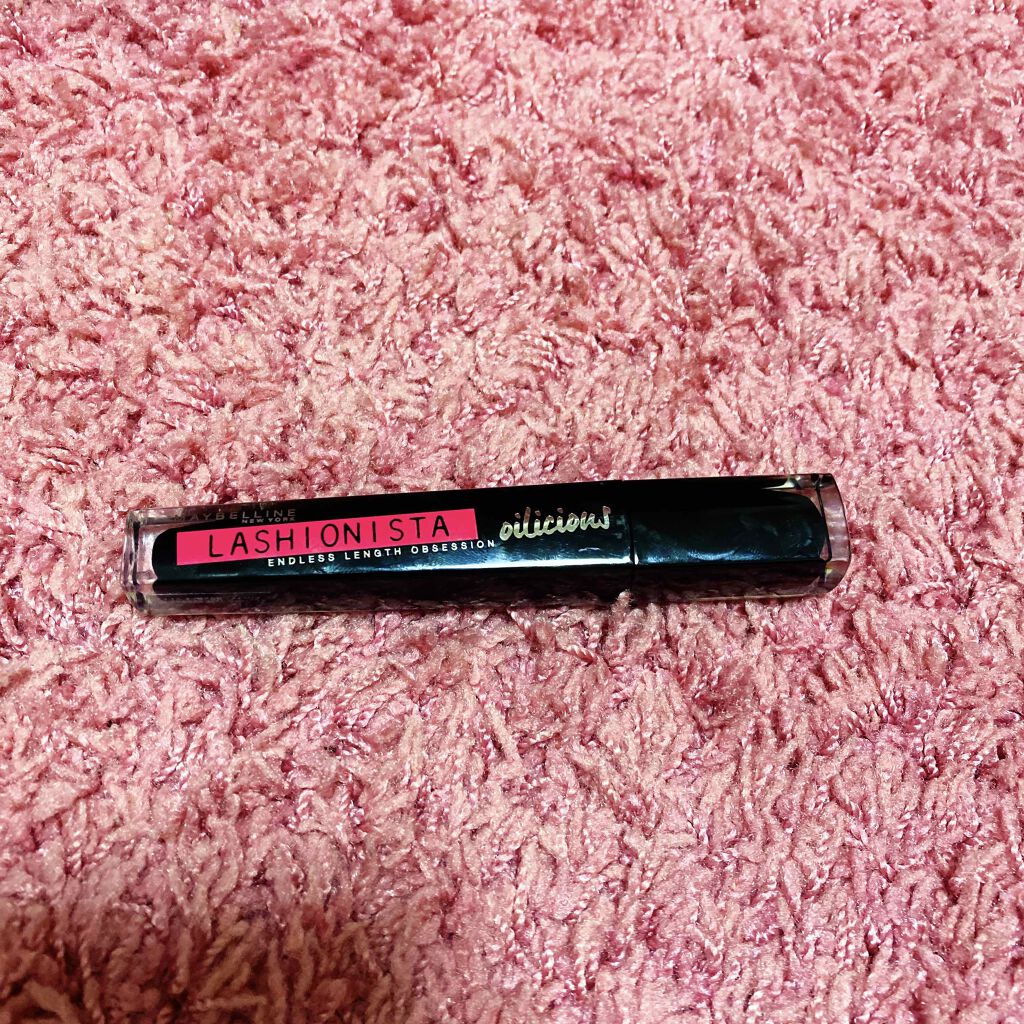 MAYBELLINE
NEW YORK
LASHIONISTA
oilicious
ENDLESS LENGTH OBSESSION